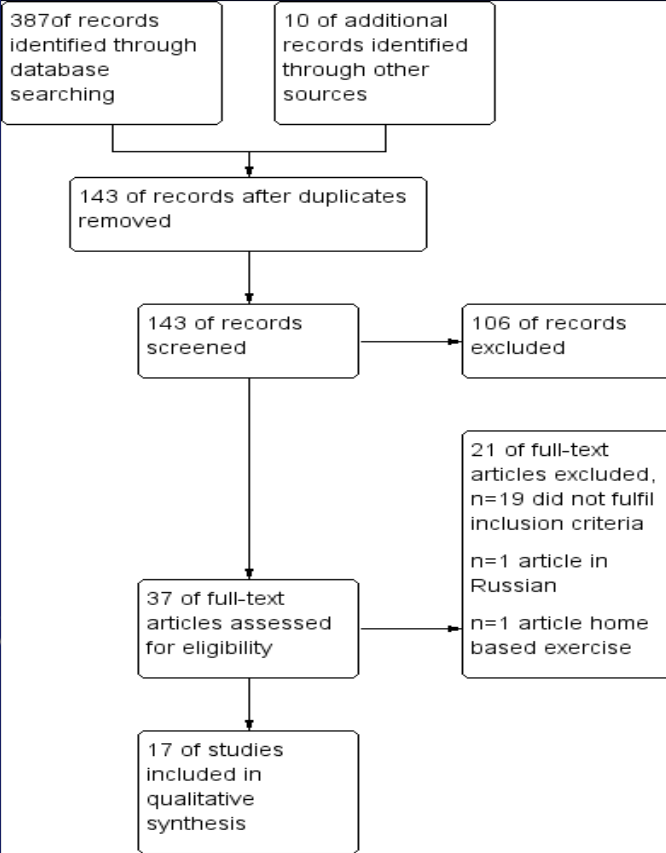 387of records
identified through
database
searching
10 of additional
records identified
through other
sources
143 of records after duplicates
removed
143 of records
screened
106 of records
excluded
21 of full-text
articles excluded,
n=19 did not fulfil
inclusion criteria
n=1 article in
Russian
n=1 article home
based exercise
37 of full-text
articles assessed
for eligibility
17 of studies
included in
qualitative
synthesis